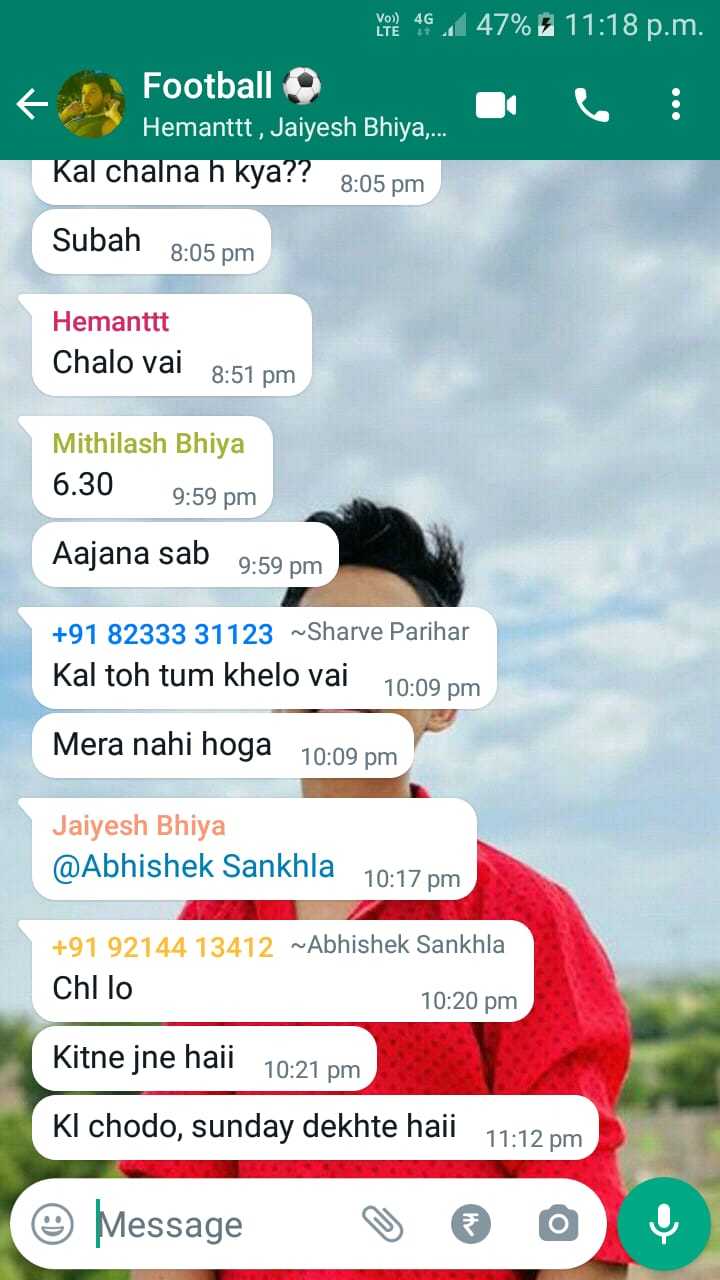 Vo)) LTE 4G 47% 11:18 p.m.
Football ⚽
Hemanttt , Jaiyesh Bhiya,...
Kal chalna h kya?? 8:05 pm
Subah 8:05 pm
Hemanttt
Chalo vai 8:51 pm
Mithilash Bhiya
6.30 9:59 pm
Aajana sab 9:59 pm
+91 82333 31123 ~Sharve Parihar
Kal toh tum khelo vai 10:09 pm
Mera nahi hoga 10:09 pm
Jaiyesh Bhiya
@Abhishek Sankhla 10:17 pm
+91 92144 13412 ~Abhishek Sankhla
Chl lo 10:20 pm
Kitne jne haii 10:21 pm
Kl chodo, sunday dekhte haii 11:12 pm
Message ₹